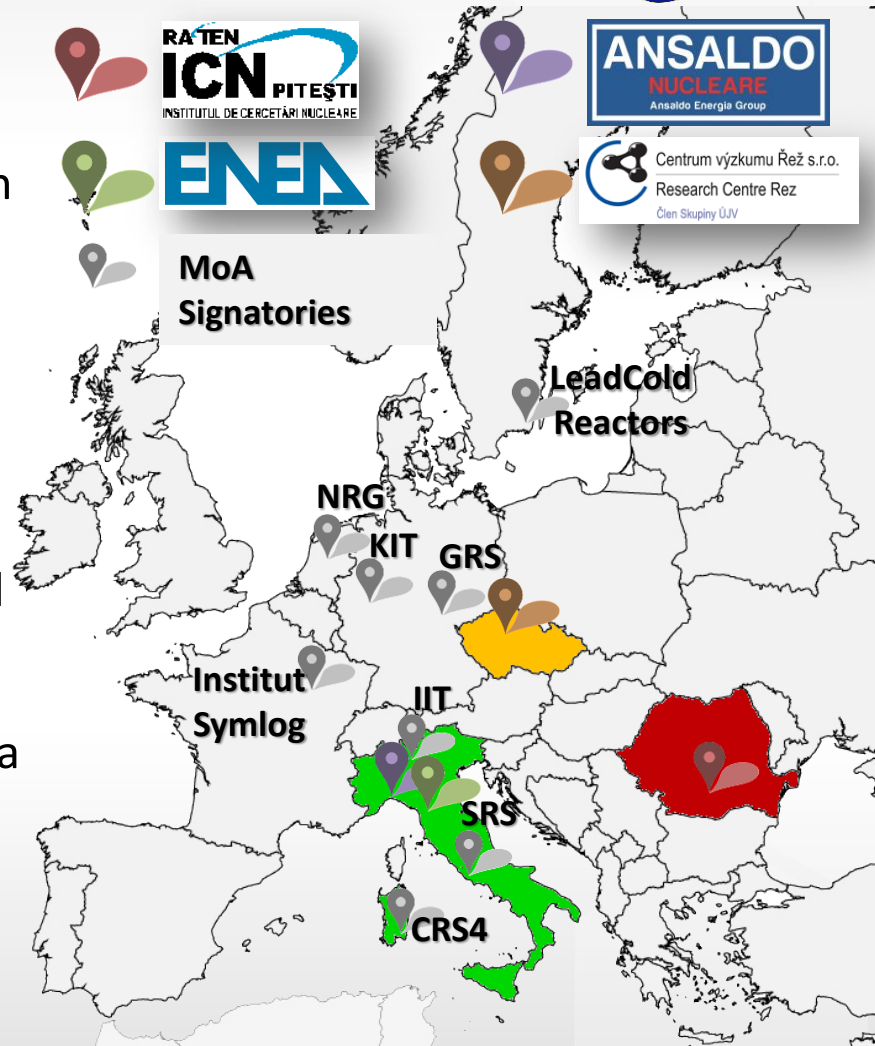 RATEN
ICN PITEŞTI
INSTITUTUL DE CERCETĂRI NUCLEARE
ANSALDO
NUCLEARE
Ansaldo Energia Group
n
ENEA
Centrum výzkumu Řež s.r.o.
Research Centre Rez
Člen Skupiny ÚJV
MoA
Signatories
LeadCold
Reactors
NRG
KIT
GRS
Institut
Symlog
IIT
a
SRS
CRS4